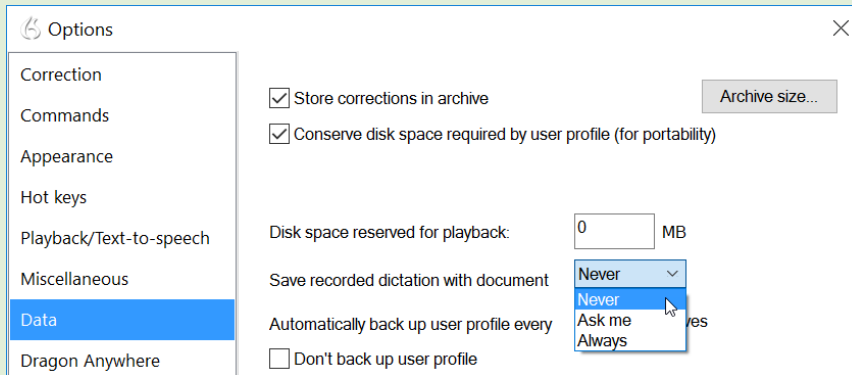 Options
Correction
Commands
Appearance
Hot keys
Playback/Text-to-speech
Miscellaneous
Data
Dragon Anywhere
Store corrections in archive
Archive size...
Conserve disk space required by user profile (for portability)
Disk space reserved for playback:
0
MB
Save recorded dictation with document
Never
Never
Ask me
Always
Automatically back up user profile every
Don't back up user profile